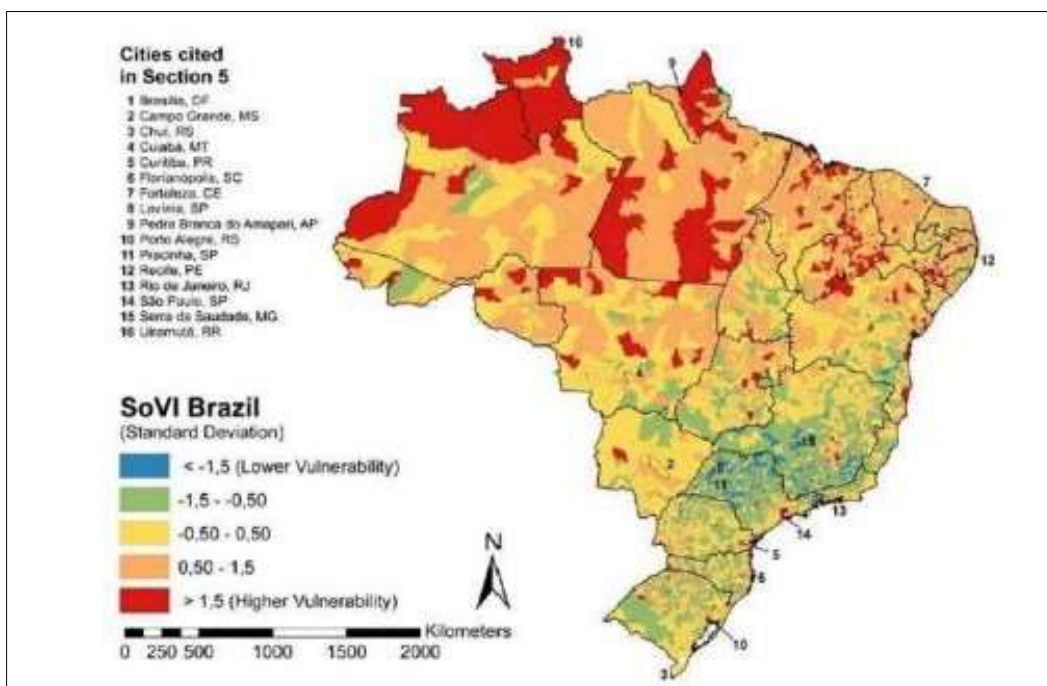 Cities cited
in Section 5
1 Brasília, DF
2 Campo Grande, MS
3 Chuí, RS
4 Cuiabá, MT
5 Curitiba, PR
6 Florianópolis, SC
7 Fortaleza, CE
8 Lavínia, SP
9 Pedra Branca do Amapari, AP
10 Porto Alegre, RS
11 Pracinha, SP
12 Recife, PE
13 Rio de Janeiro, RJ
14 São Paulo, SP
15 Serra da Saudade, MG
16 Uiramutã, RR
16
9
7
12
2
11
13
14
5
6
10
3
SoVI Brazil
(Standard Deviation)
< -1,5 (Lower Vulnerability)
-1,5 - -0,50
-0,50 - 0,50
0,50 - 1,5
> 1,5 (Higher Vulnerability)
N
Kilometers
0 250 500 1000 1500 2000